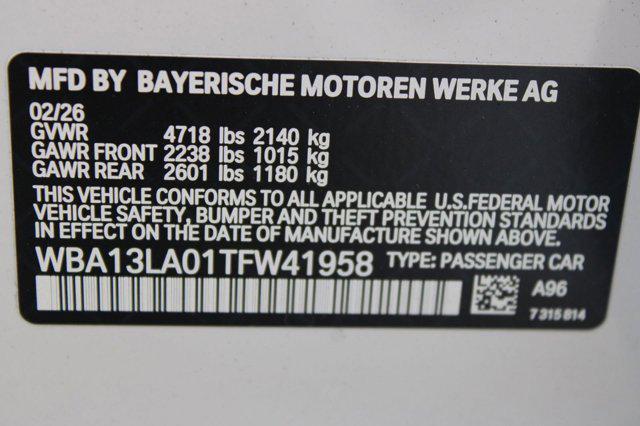 MFD BY BAYERISCHE MOTOREN WERKE AG
02/26
GVWR 4718 lbs 2140 kg
GAWR FRONT 2238 lbs 1015 kg
GAWR REAR 2601 lbs 1180 kg
THIS VEHICLE CONFORMS TO ALL APPLICABLE U.S.FEDERAL MOTOR
VEHICLE SAFETY, BUMPER AND THEFT PREVENTION STANDARDS
IN EFFECT ON THE DATE OF MANUFACTURE SHOWN ABOVE.
WBA13LA01TFW41958 TYPE: PASSENGER CAR
A96
7 315 814